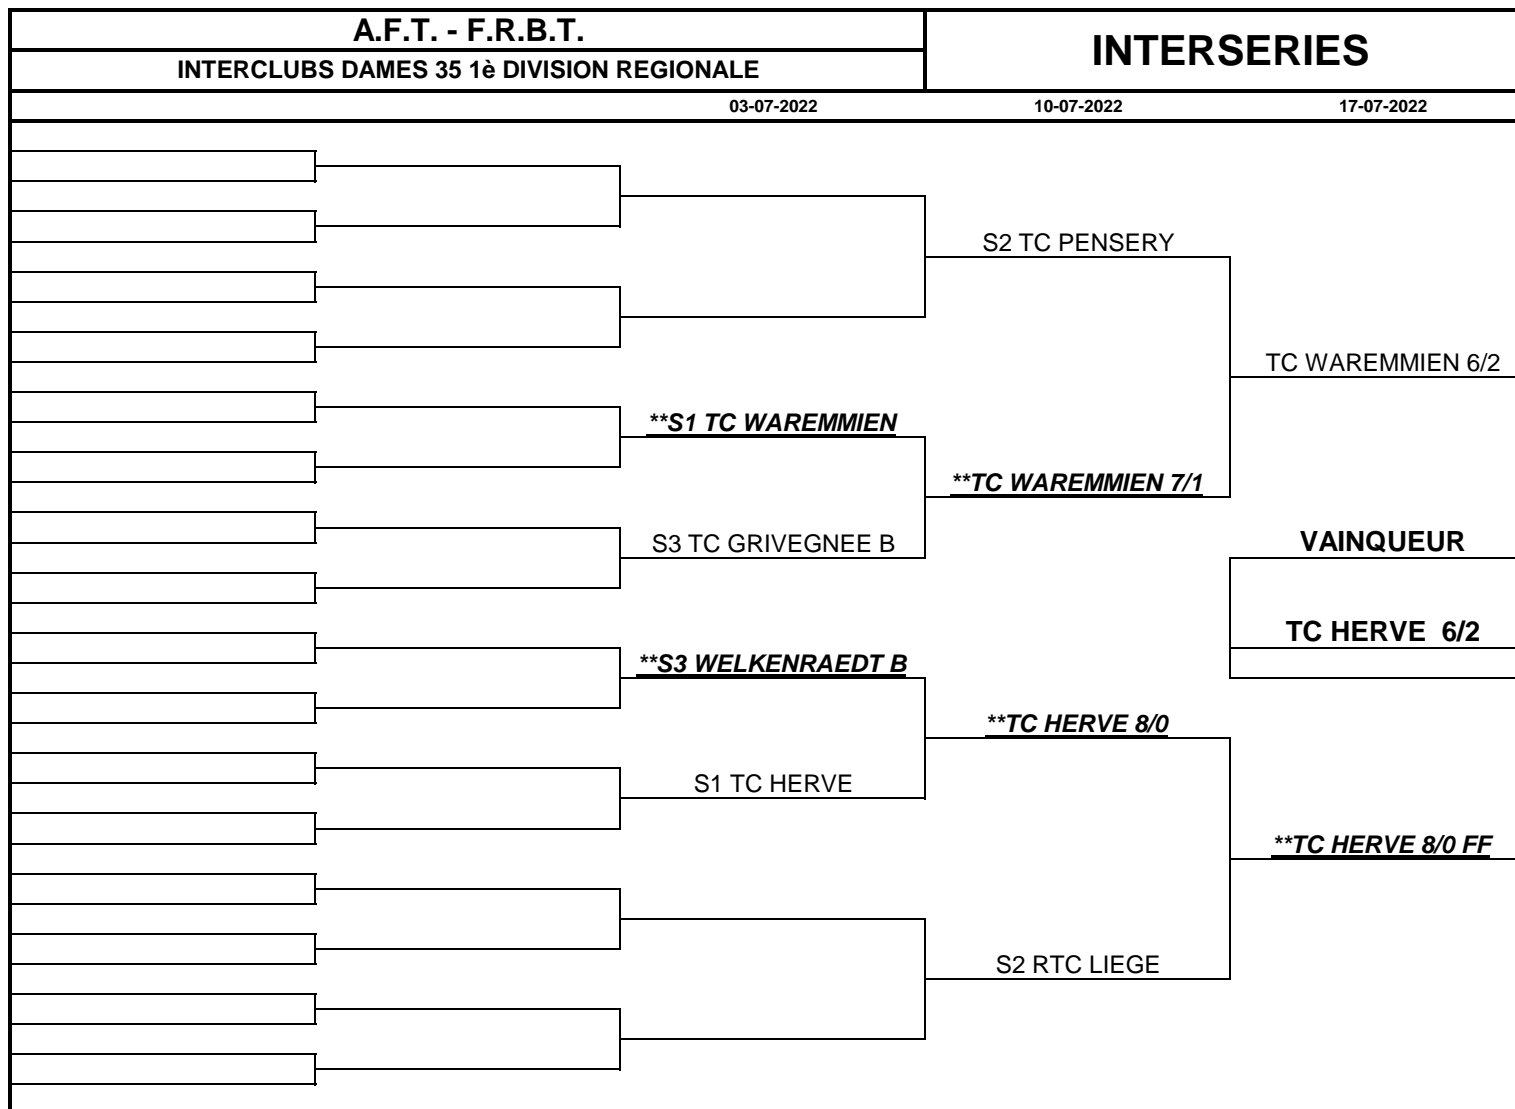 A.F.T. - F.R.B.T.
INTERSERIES
INTERCLUBS DAMES 35 1è DIVISION REGIONALE
03-07-2022 10-07-2022 17-07-2022
S2 TC PENSERY
TC WAREMMIEN 6/2
**S1 TC WAREMMIEN
**TC WAREMMIEN 7/1
S3 TC GRIVEGNEE B
VAINQUEUR
TC HERVE 6/2
**S3 WELKENRAEDT B
**TC HERVE 8/0
S1 TC HERVE
**TC HERVE 8/0 FF
S2 RTC LIEGE